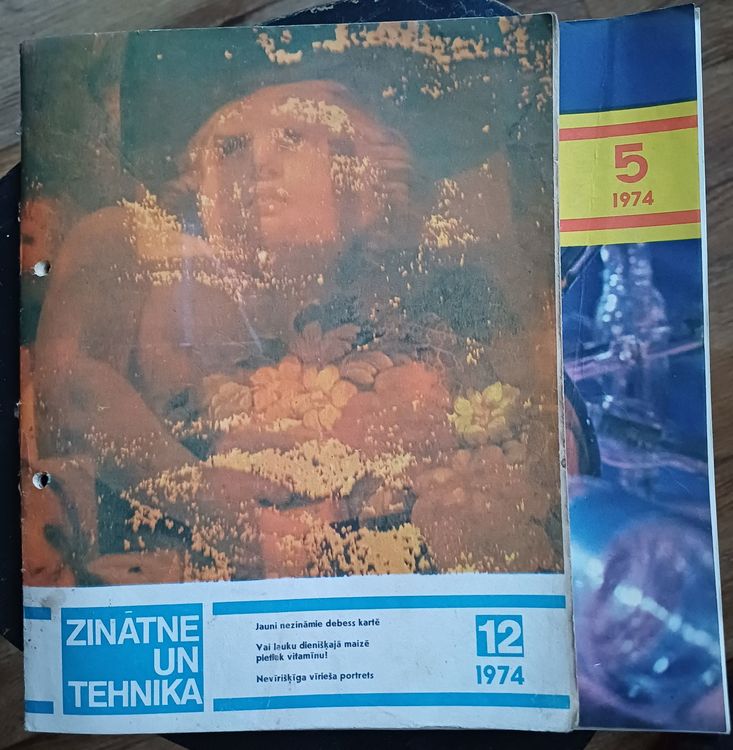 5
1974
ZINĀTNE
UN
TEHNIKA
Jauni nezināmie debess kartē
Vai lauku dienišķajā maizē
pietiek vitamīnu!
Nevīrišķīga vīrieša portrets
12
1974